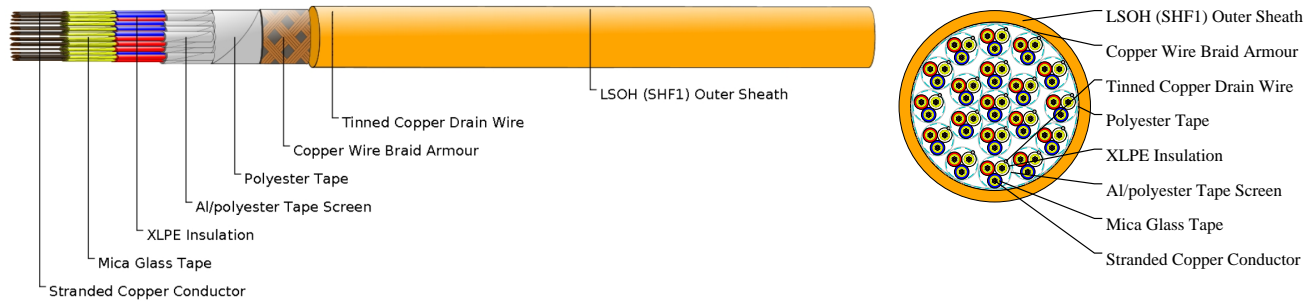 LSOH (SHF1) Outer Sheath
Tinned Copper Drain Wire
Copper Wire Braid Armour
Polyester Tape
Al/polyester Tape Screen
XLPE Insulation
Mica Glass Tape
Stranded Copper Conductor
LSOH (SHF1) Outer Sheath
Copper Wire Braid Armour
Tinned Copper Drain Wire
Polyester Tape
XLPE Insulation
Al/polyester Tape Screen
Mica Glass Tape
Stranded Copper Conductor